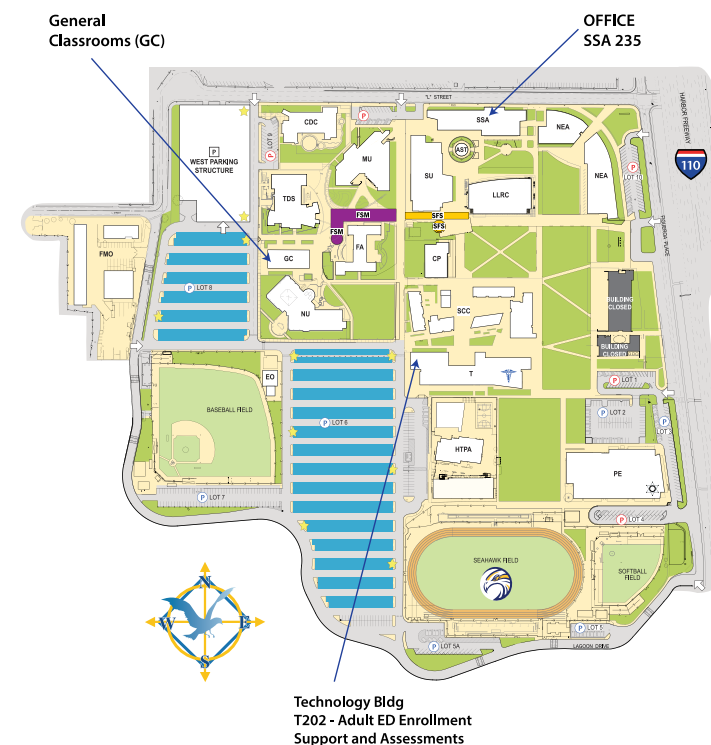 General
Classrooms (GC)
OFFICE
SSA 235
"L" STREET
HARBOR FREEWAY
110
FIGUEROA PLACE
P
WEST PARKING
STRUCTURE
LOT 9
P
CDC
P
MU
SSA
AST
NEA
SU
LLRC
NEA
P
LOT 10
TDS
FSM
FSM
FA
SFS
SFS
FMO
GC
CP
P LOT 8
NU
SCC
BUILDING
CLOSED
BUILDING
CLOSED
EO
T
P LOT 1
BASEBALL FIELD
P LOT 6
P LOT 2
P
LOT 3
HTPA
PE
P LOT 7
P LOT 4
SEAHAWK FIELD
SOFTBALL
FIELD
N
W
E
S
P LOT 5
P LOT 5A
LAGOON DRIVE
Technology Bldg
T202 - Adult ED Enrollment
Support and Assessments